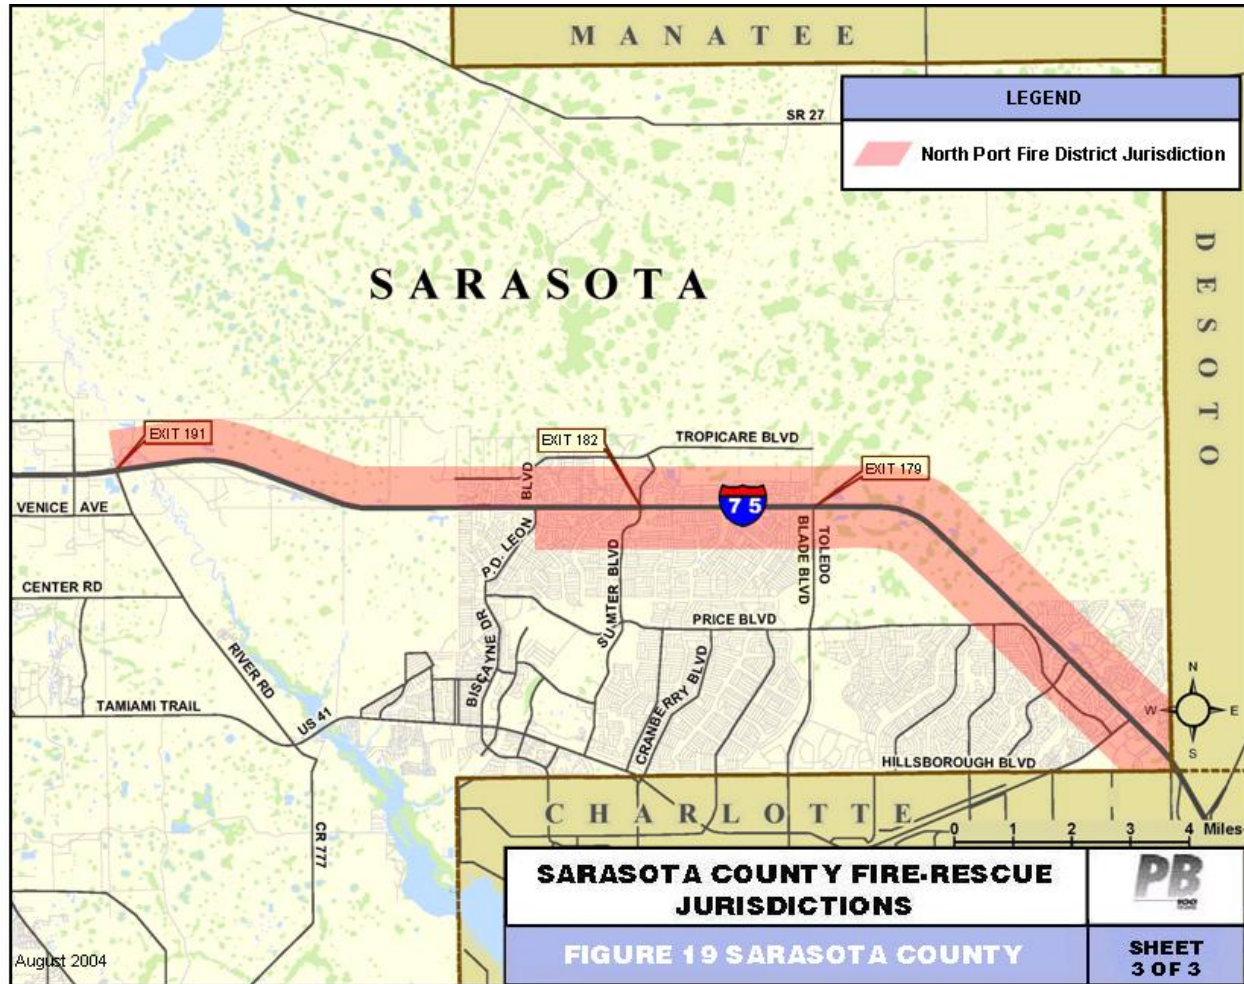 MANATEE
LEGEND
North Port Fire District Jurisdiction
SR 27
DESOTO
SARASOTA
EXIT 191
EXIT 182
TROPICARE BLVD
EXIT 179
BLVD
75
VENICE AVE
P.D. LEON
TOLEDO
BLADE BLVD
CENTER RD
SUMTER BLVD
PRICE BLVD
BISCAYNE DR
RIVER RD
CRANBERRY BLVD
N
W E
S
TAMIAMI TRAIL
US 41
HILLSBOROUGH BLVD
CHARLOTTE
CR 777
0 1 2 3 4 Miles
SARASOTA COUNTY FIRE-RESCUE
JURISDICTIONS
PB
100
FIGURE 19 SARASOTA COUNTY
SHEET
3 OF 3
August 2004